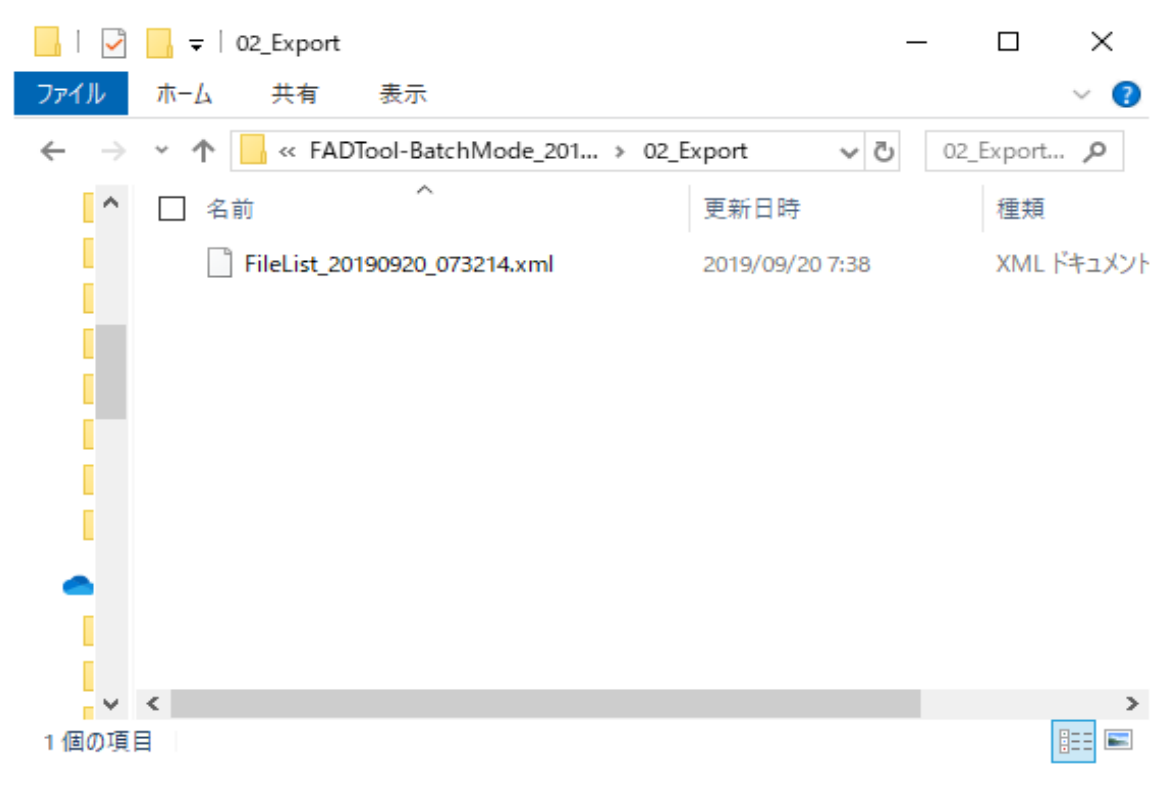 02_Export
ファイル ホーム 共有 表示
« FADTool-BatchMode_201... › 02_Export 02_Export...
名前 更新日時 種類
FileList_20190920_073214.xml 2019/09/20 7:38 XML ドキュメント
1 個の項目